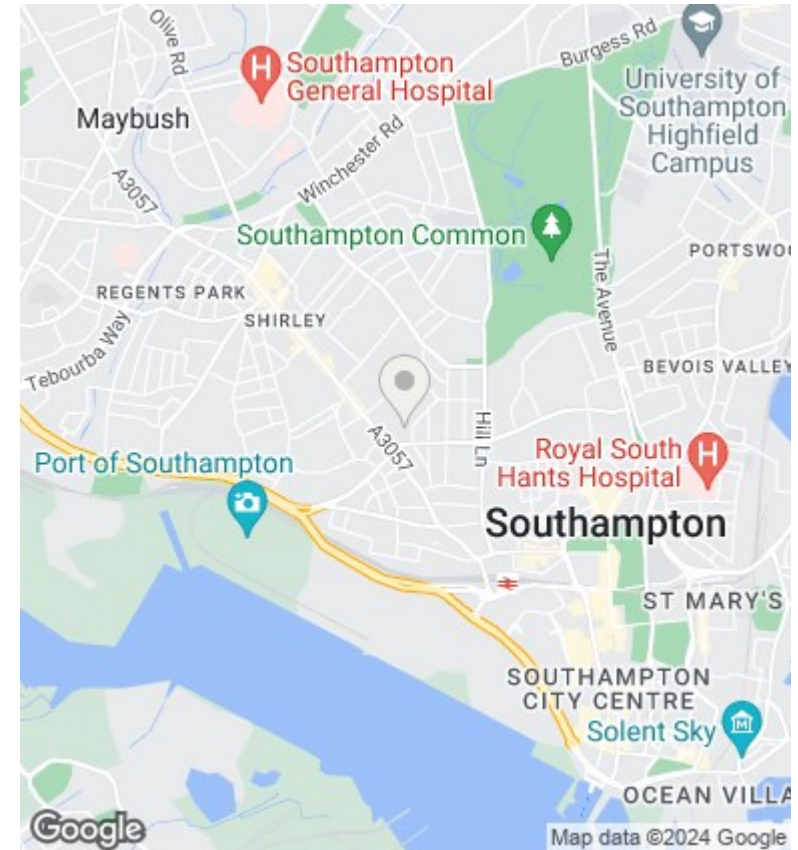 Olive Rd
Southampton
General Hospital
Burgess Rd
University of
Southampton
Highfield
Campus
Maybush
Winchester Rd
A3057
Southampton Common
The Avenue
PORTSWOO
REGENTS PARK
SHIRLEY
Tebourba Way
BEVOIS VALLEY
Hill Ln
A3057
Royal South
Hants Hospital
Port of Southampton
Southampton
ST MARY'S
SOUTHAMPTON
CITY CENTRE
Solent Sky
OCEAN VILLA
Google
Map data ©2024 Google